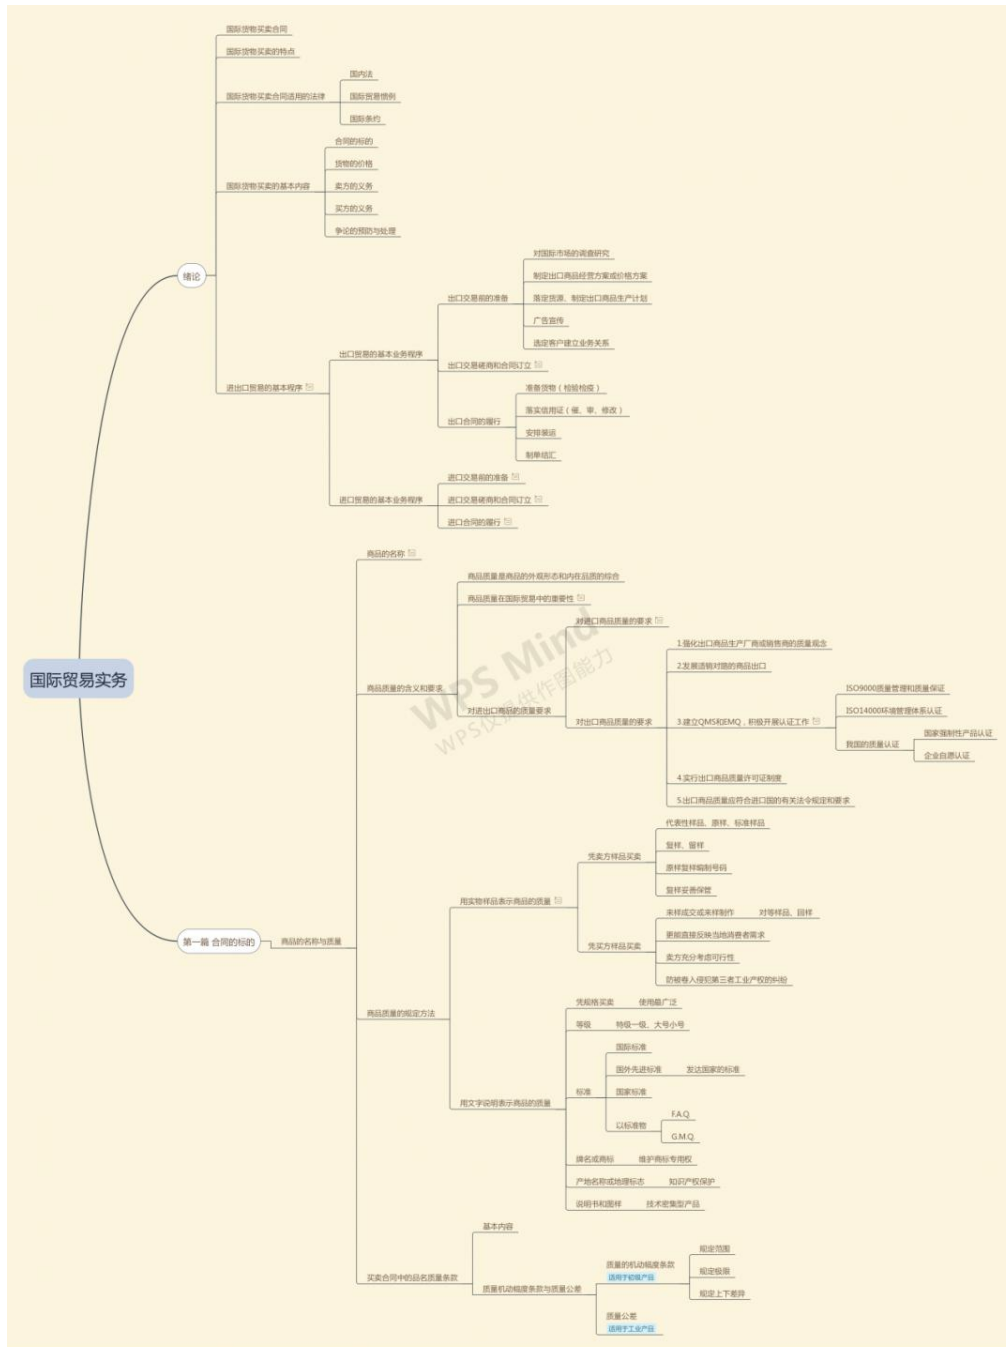 国际贸易实务
绪论
国际货物买卖合同
国际货物买卖的特点
国际货物买卖合同适用的法律
国内法
国际贸易惯例
国际条约
国际货物买卖的基本内容
合同的标的
货物的价格
卖方的义务
买方的义务
争论的预防与处理
进出口贸易的基本程序
出口贸易的基本业务程序
出口交易前的准备
对国际市场的调查研究
制定出口商品经营方案或价格方案
落定货源、制定出口商品生产计划
广告宣传
选定客户建立业务关系
出口交易磋商和合同订立
出口合同的履行
准备货物（检验检疫）
落实信用证（催、审、修改）
安排装运
制单结汇
进口贸易的基本业务程序
进口交易前的准备
进口交易磋商和合同订立
进口合同的履行
第一篇 合同的标的
商品的名称与质量
商品的名称
商品质量的含义和要求
商品质量是商品的外观形态和内在品质的综合
商品质量在国际贸易中的重要性
对进出口商品的质量要求
对进口商品质量的要求
对出口商品质量的要求
1.强化出口商品生产厂商或销售商的质量观念
2.发展适销对路的商品出口
3.建立QMS和EMQ，积极开展认证工作
ISO9000质量管理和质量保证
ISO14000环境管理体系认证
我国的质量认证
国家强制性产品认证
企业自愿认证
4.实行出口商品质量许可证制度
5.出口商品质量应符合进口国的有关法令规定和要求
商品质量的规定方法
用实物样品表示商品的质量
凭卖方样品买卖
代表性样品、原样、标准样品
复样、留样
原样复样编制号码
复样妥善保管
凭买方样品买卖
来样成交或来样制作
对等样品、回样
更能直接反映当地消费者需求
卖方充分考虑可行性
防被卷入侵犯第三者工业产权的纠纷
用文字说明表示商品的质量
凭规格买卖
使用最广泛
等级
特级一级、大号小号
标准
国际标准
国外先进标准
发达国家的标准
国家标准
以标准物
F.A.Q.
G.M.Q.
牌名或商标
维护商标专用权
产地名称或地理标志
知识产权保护
说明书和图样
技术密集型产品
买卖合同中的品名质量条款
基本内容
质量机动幅度条款与质量公差
质量的机动幅度条款
适用于初级产品
规定范围
规定极限
规定上下差异
质量公差
适用于工业产品
WPS Mind
WPS仅提供作图能力